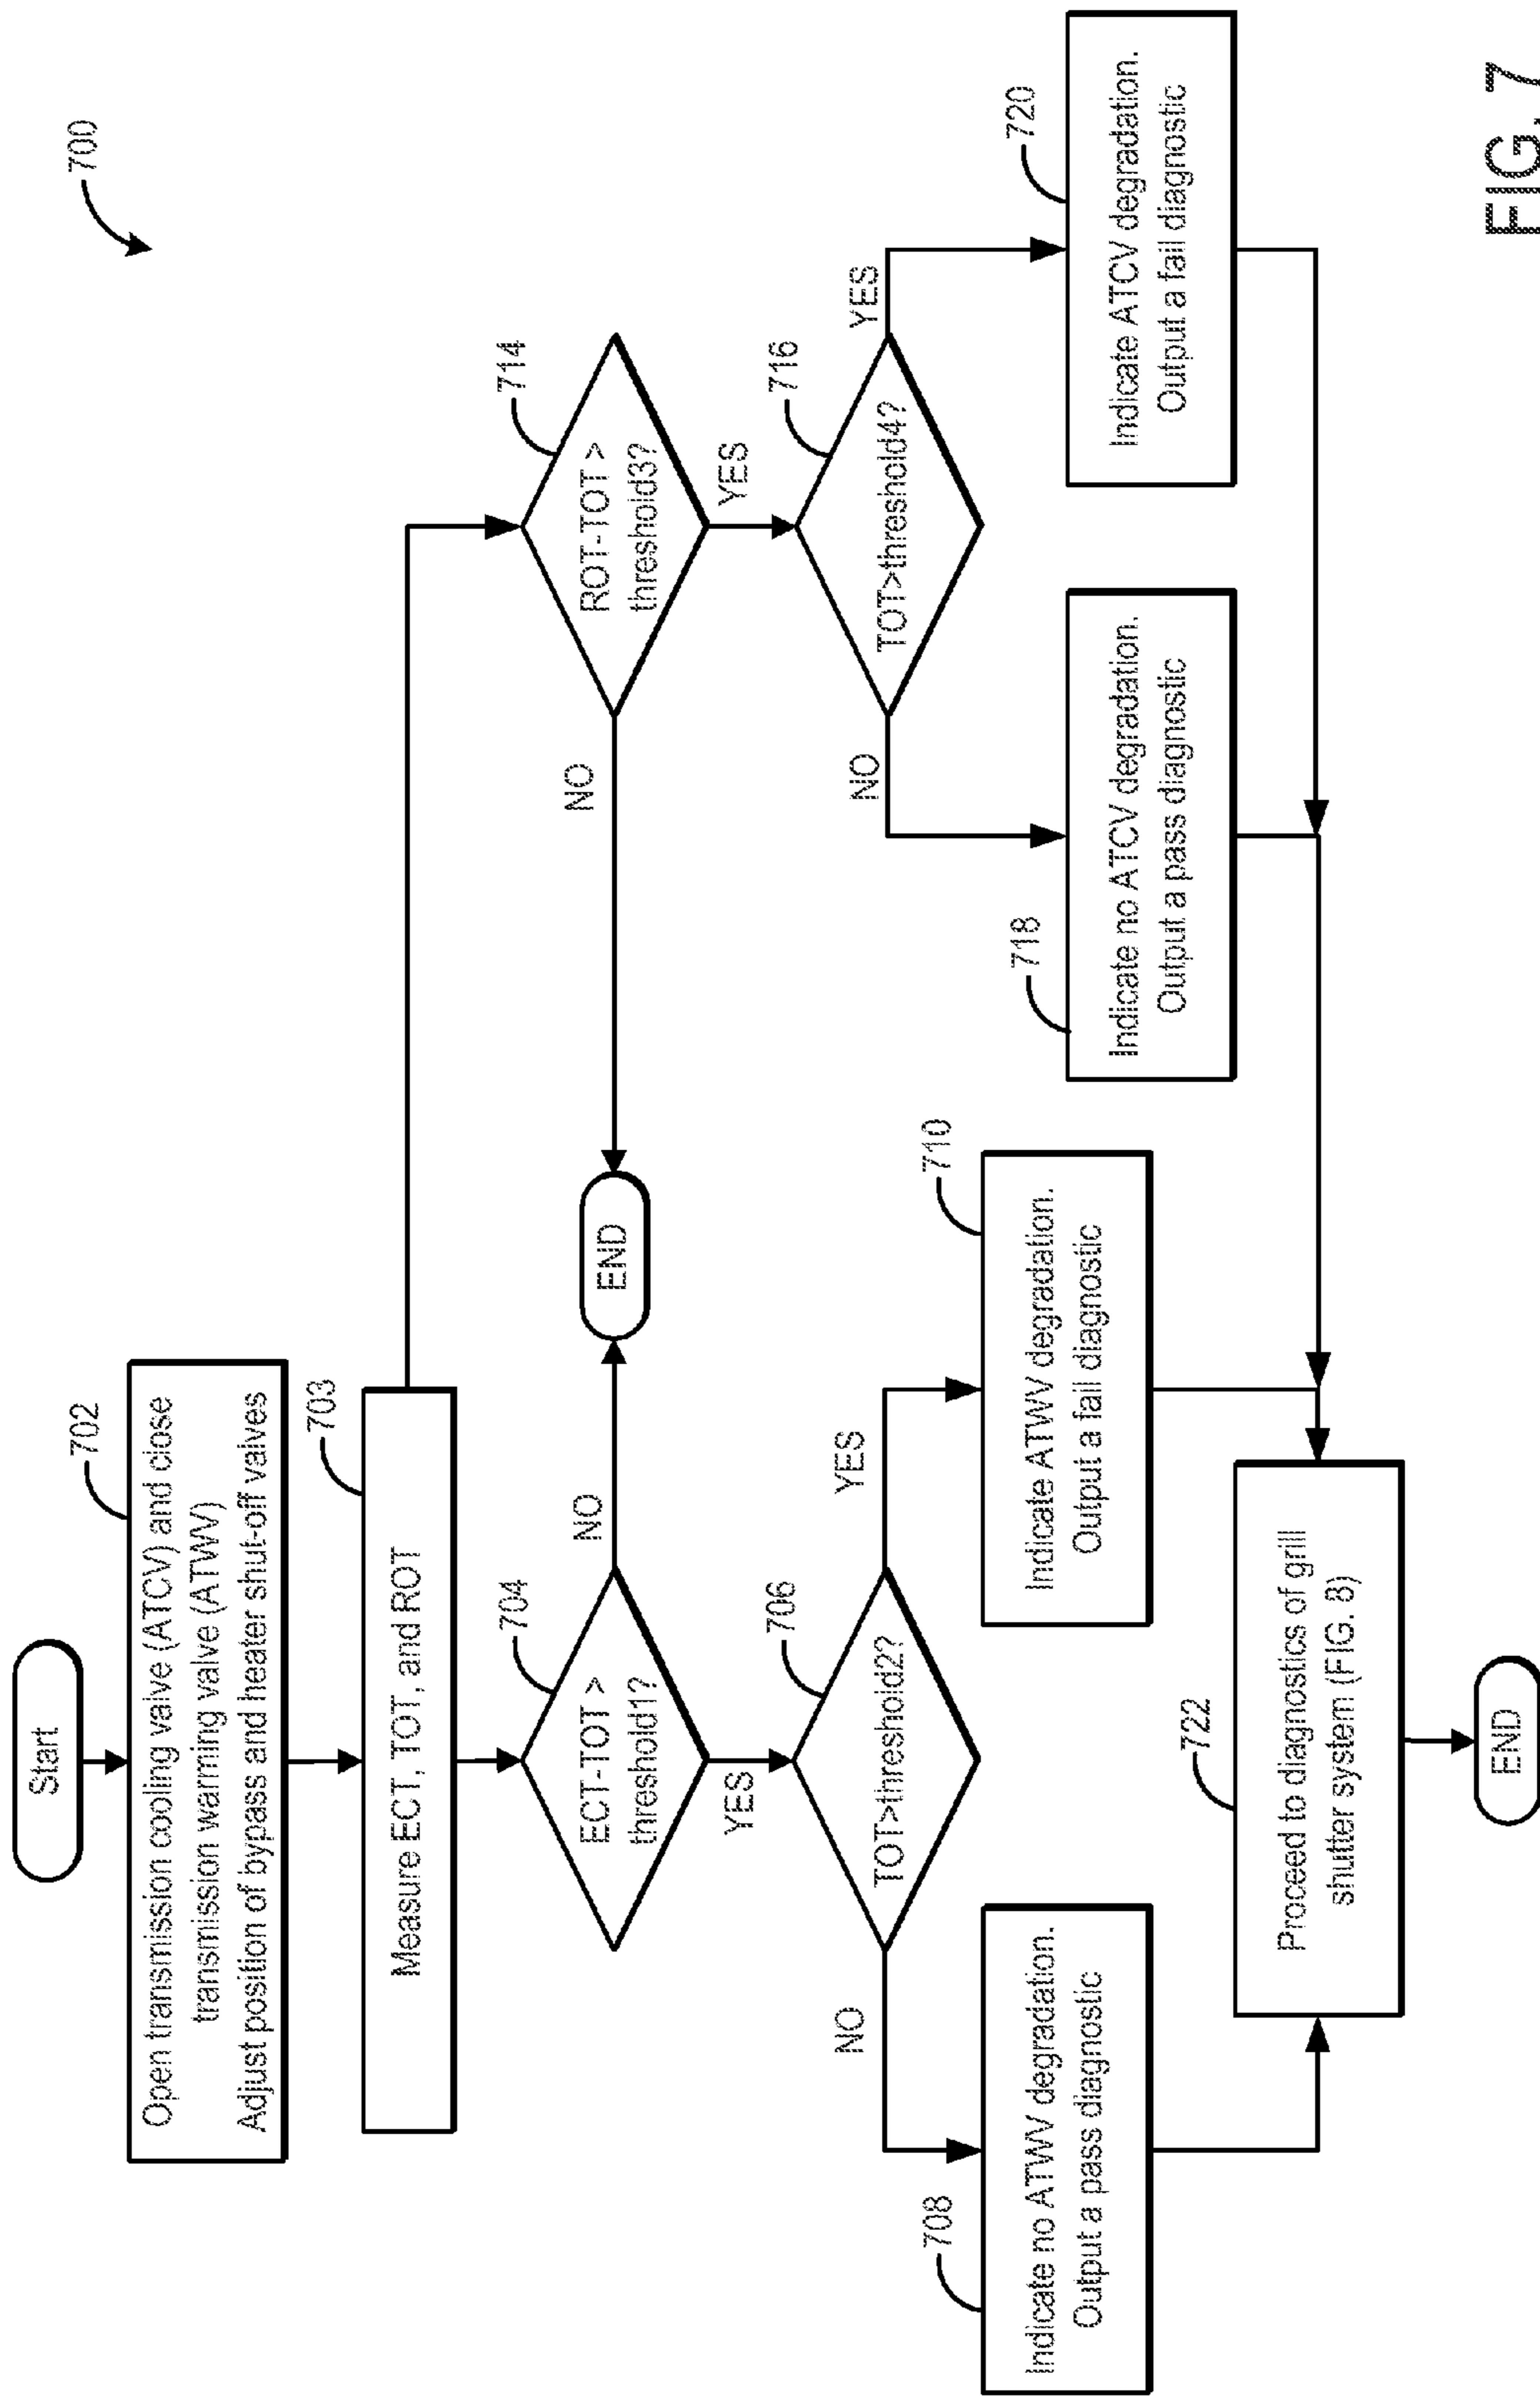 700
Start
702
Open transmission cooling valve (ATCV) and close
transmission warming valve (ATWV)
Adjust position of bypass and heater shut-off valves
703
Measure ECT, TOT, and ROT
704
ECT-TOT >
threshold1?
NO
END
NO
714
ROT-TOT >
threshold3?
YES
YES
706
TOT>threshold2?
716
TOT>threshold4?
NO
YES
NO
YES
708
Indicate no ATWV degradation.
Output a pass diagnostic
710
Indicate ATWV degradation.
Output a fail diagnostic
718
Indicate no ATCV degradation.
Output a pass diagnostic
720
Indicate ATCV degradation.
Output a fail diagnostic
722
Proceed to diagnostics of grill
shutter system (FIG. 8)
END
FIG. 7